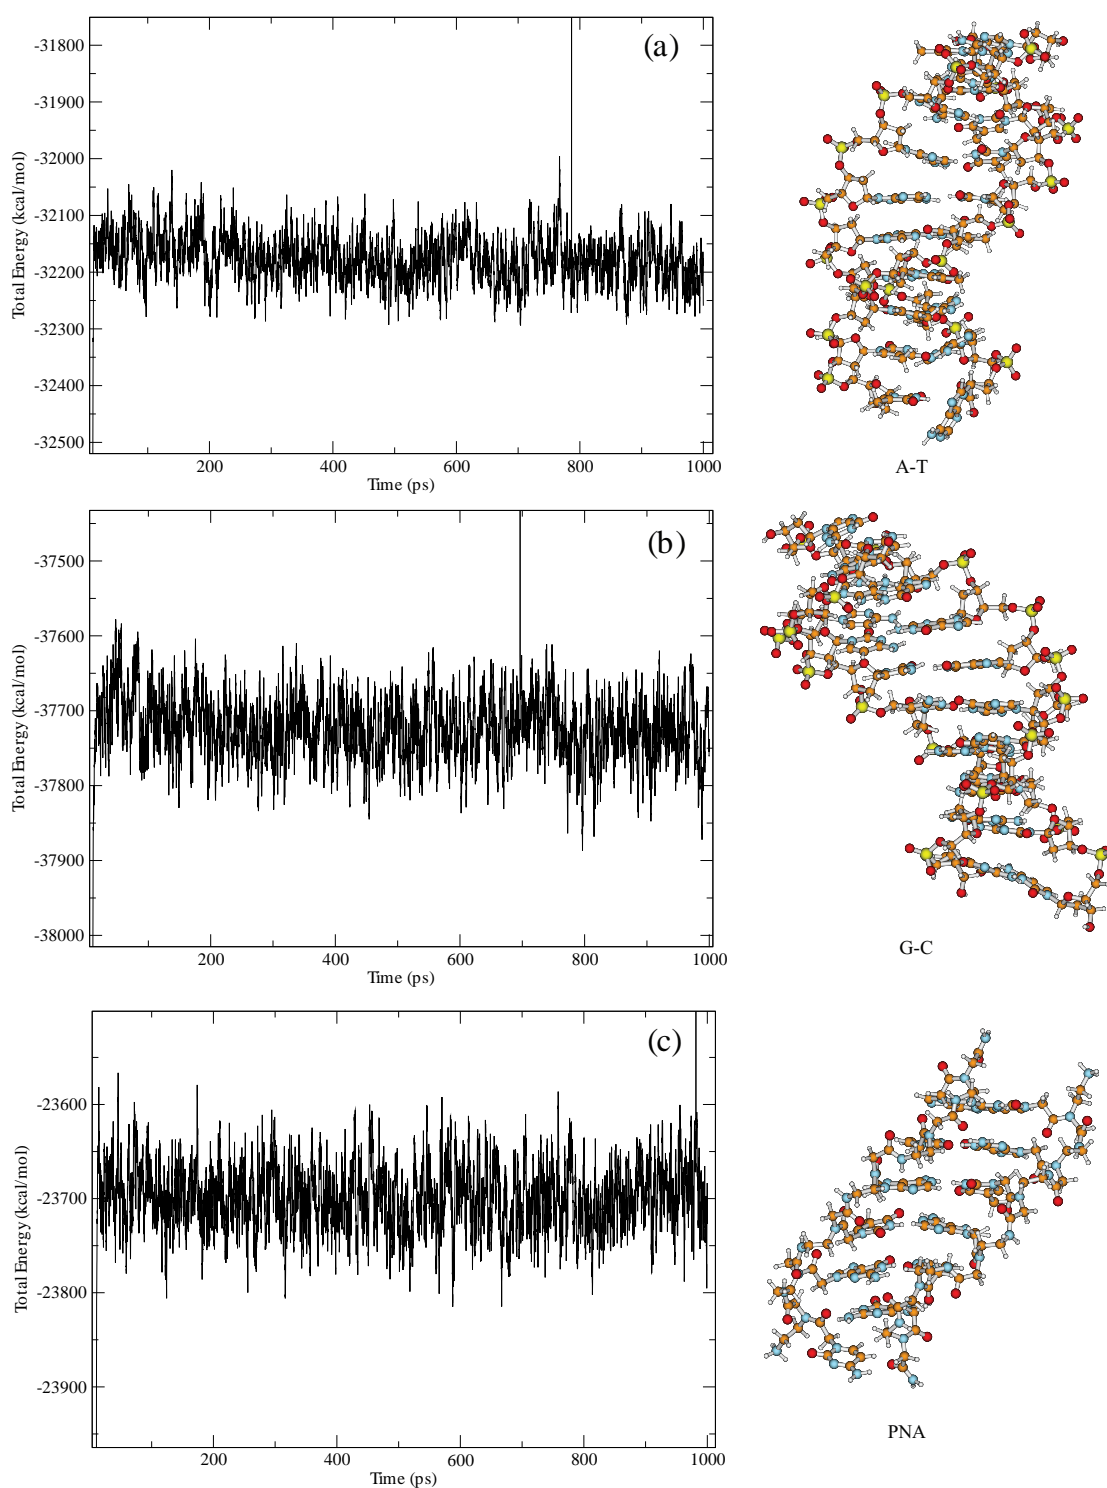 (a)
-31800
-31900
-32000
-32100
-32200
-32300
-32400
-32500
Total Energy (kcal/mol)
200 400 600 800 1000
Time (ps)
A-T
(b)
-37500
-37600
-37700
-37800
-37900
-38000
Total Energy (kcal/mol)
200 400 600 800 1000
Time (ps)
G-C
(c)
-23600
-23700
-23800
-23900
Total Energy (kcal/mol)
200 400 600 800 1000
Time (ps)
PNA